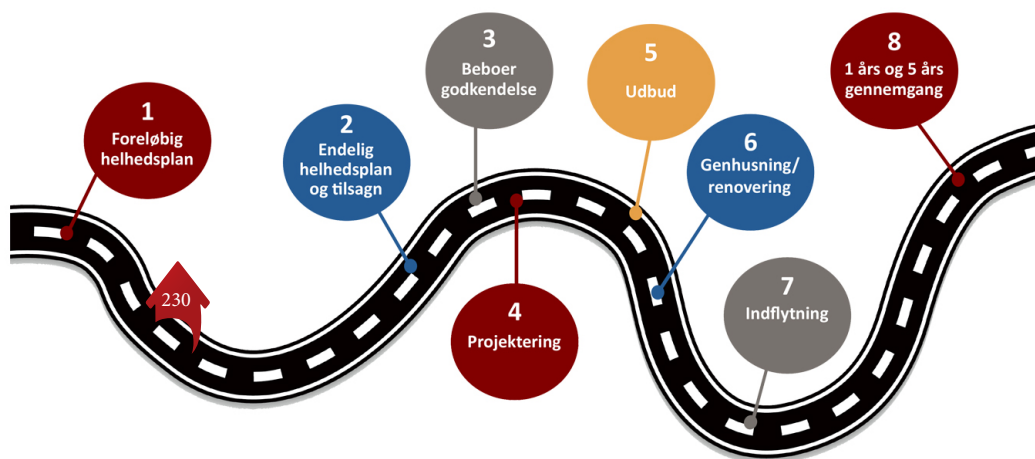 1
Foreløbig
helhedsplan
230
2
Endelig
helhedsplan
og tilsagn
3
Beboer
godkendelse
4
Projektering
5
Udbud
6
Genhusning/
renovering
7
Indflytning
8
1 års og 5 års
gennemgang